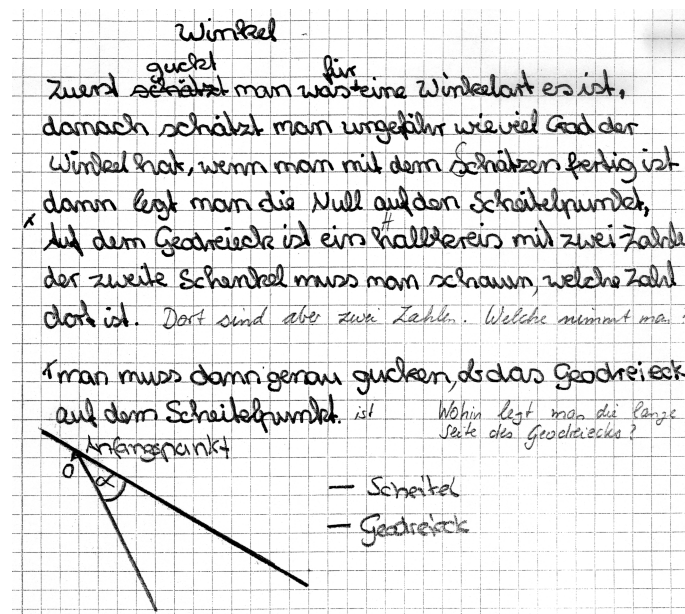 Winkel
guckt für
Zuerst schätzt man was eine Winkelart es ist,
danach schätzt man ungefähr wieviel Grad der
Winkel hat, wenn man mit dem Schätzen fertig ist
dann legt man die Null auf den Scheitelpunkt,
Auf dem Geodreieck ist ein halbkreis mit zwei Zahle
der zweite Schenkel muss man schaun, welche Zahl
dort ist. Dort sind aber zwei Zahlen. Welche nimmt man ?
man muss dann genau gucken, ob das Geodreieck
auf dem Scheitelpunkt. ist Wohin legt man die lange
Seite des Geodreiecks?
Anfangspunkt
0
α
— Scheitel
— Geodreieck